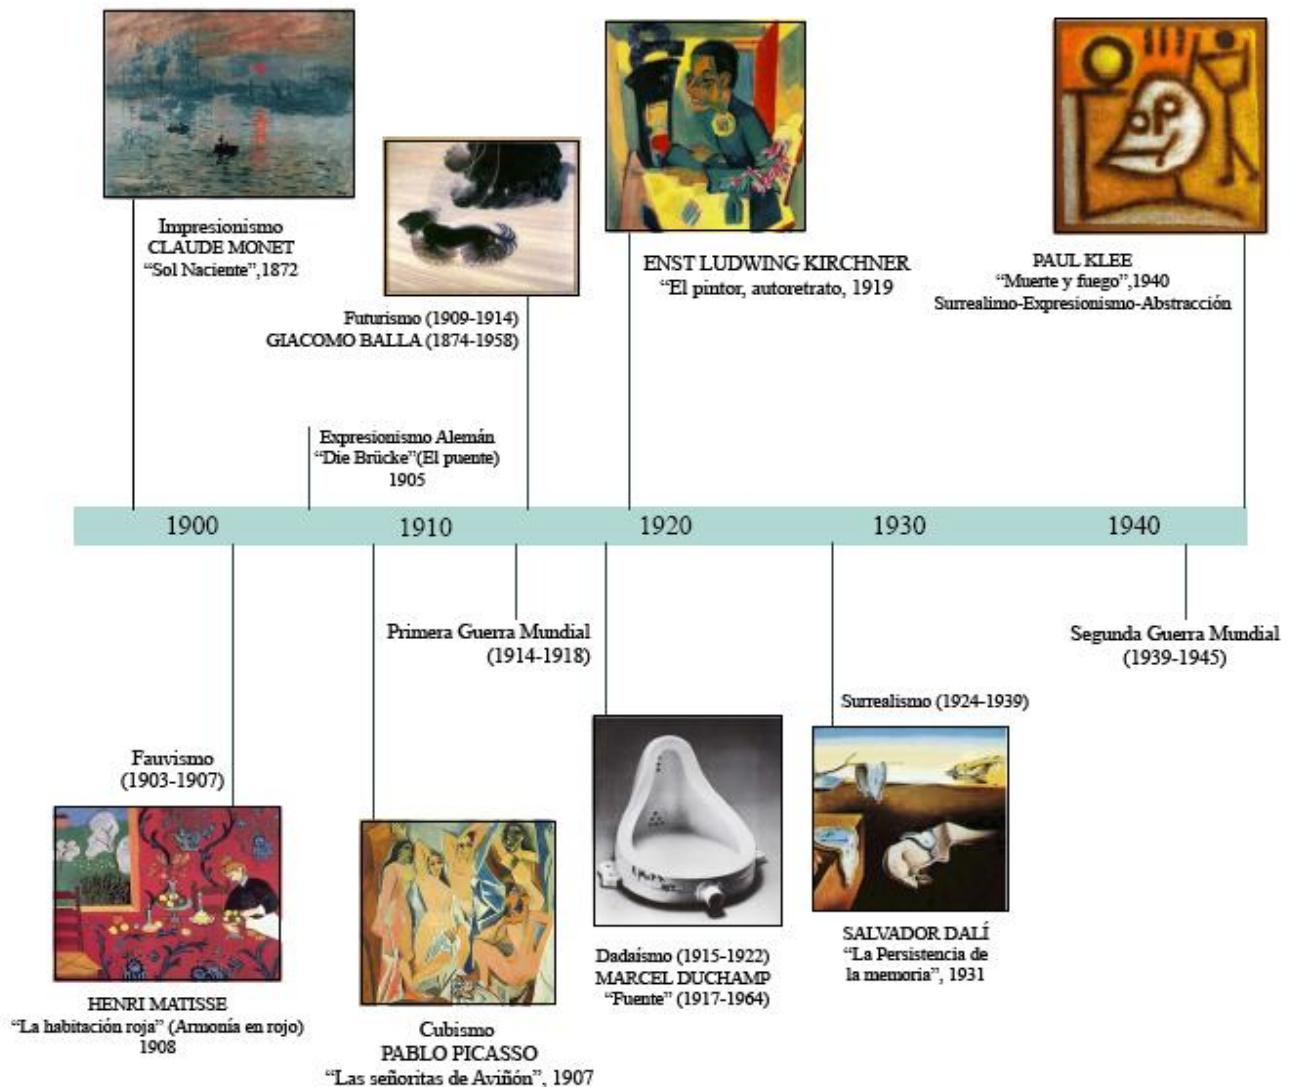 Impresionismo
CLAUDE MONET
“Sol Naciente”,1872
Futurismo (1909-1914)
GIACOMO BALLA (1874-1958)
ENST LUDWING KIRCHNER
“El pintor, autoretrato, 1919
PAUL KLEE
“Muerte y fuego”,1940
Surrealimo-Expresionismo-Abstracción
Expresionismo Alemán
“Die Brücke”(El puente)
1905
1900 1910 1920 1930 1940
Primera Guerra Mundial
(1914-1918)
Segunda Guerra Mundial
(1939-1945)
Fauvismo
(1903-1907)
HENRI MATISSE
“La habitación roja” (Armonía en rojo)
1908
Cubismo
PABLO PICASSO
“Las señoritas de Aviñón”, 1907
Dadaísmo (1915-1922)
MARCEL DUCHAMP
“Fuente” (1917-1964)
Surrealismo (1924-1939)
SALVADOR DALÍ
“La Persistencia de
la memoria”, 1931